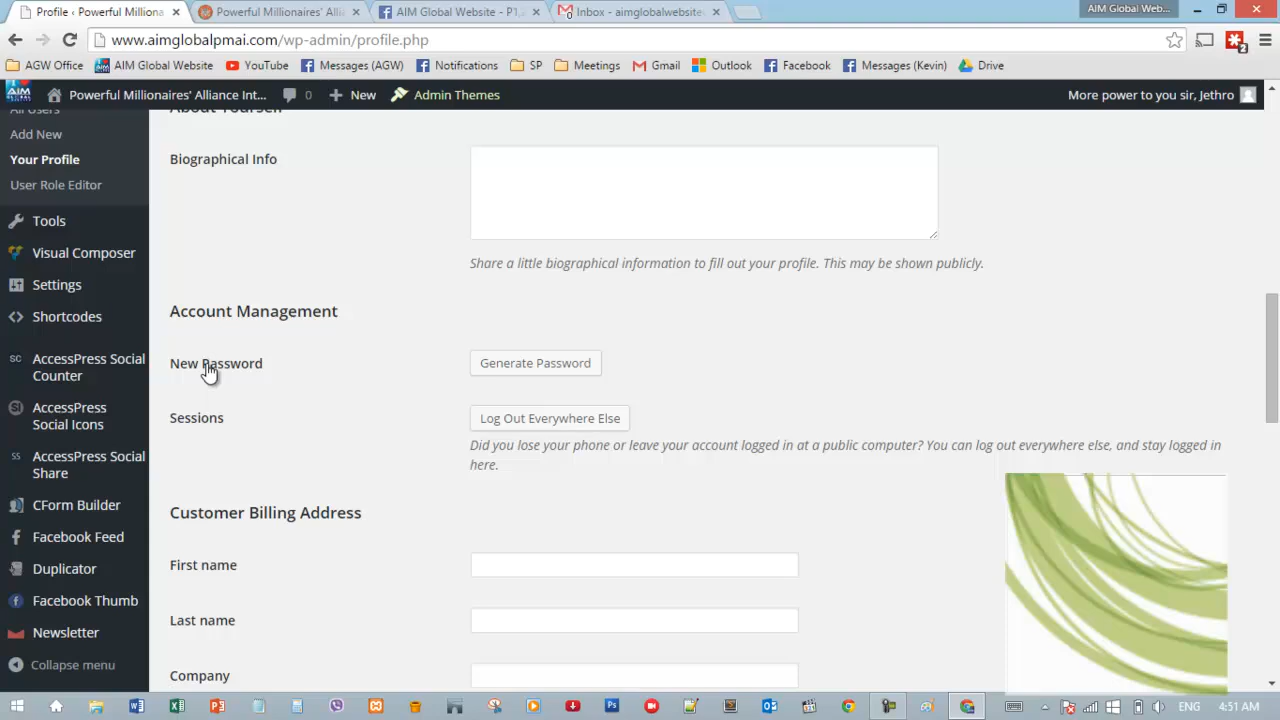 Profile ‹ Powerful Milliona
Powerful Millionaires' Alli
AIM Global Website - P1,
Inbox - aimglobalwebsite
AIM Global Web...
www.aimglobalpmai.com/wp-admin/profile.php
2
AGW Office
AIM Global Website
YouTube
Messages (AGW)
Notifications
SP
Meetings
Gmail
Outlook
Facebook
Messages (Kevin)
Drive
Powerful Millionaires' Alliance Int...
0
New
Admin Themes
More power to you sir, Jethro
All Users
Add New
Your Profile
User Role Editor
Tools
Visual Composer
Settings
Shortcodes
SC AccessPress Social
Counter
AccessPress
Social Icons
SS AccessPress Social
Share
CForm Builder
Facebook Feed
Duplicator
Facebook Thumb
Newsletter
Collapse menu
About Yourself
Biographical Info
Share a little biographical information to fill out your profile. This may be shown publicly.
Account Management
New Password
Generate Password
Sessions
Log Out Everywhere Else
Did you lose your phone or leave your account logged in at a public computer? You can log out everywhere else, and stay logged in
here.
Customer Billing Address
First name
Last name
Company
ENG
4:51 AM